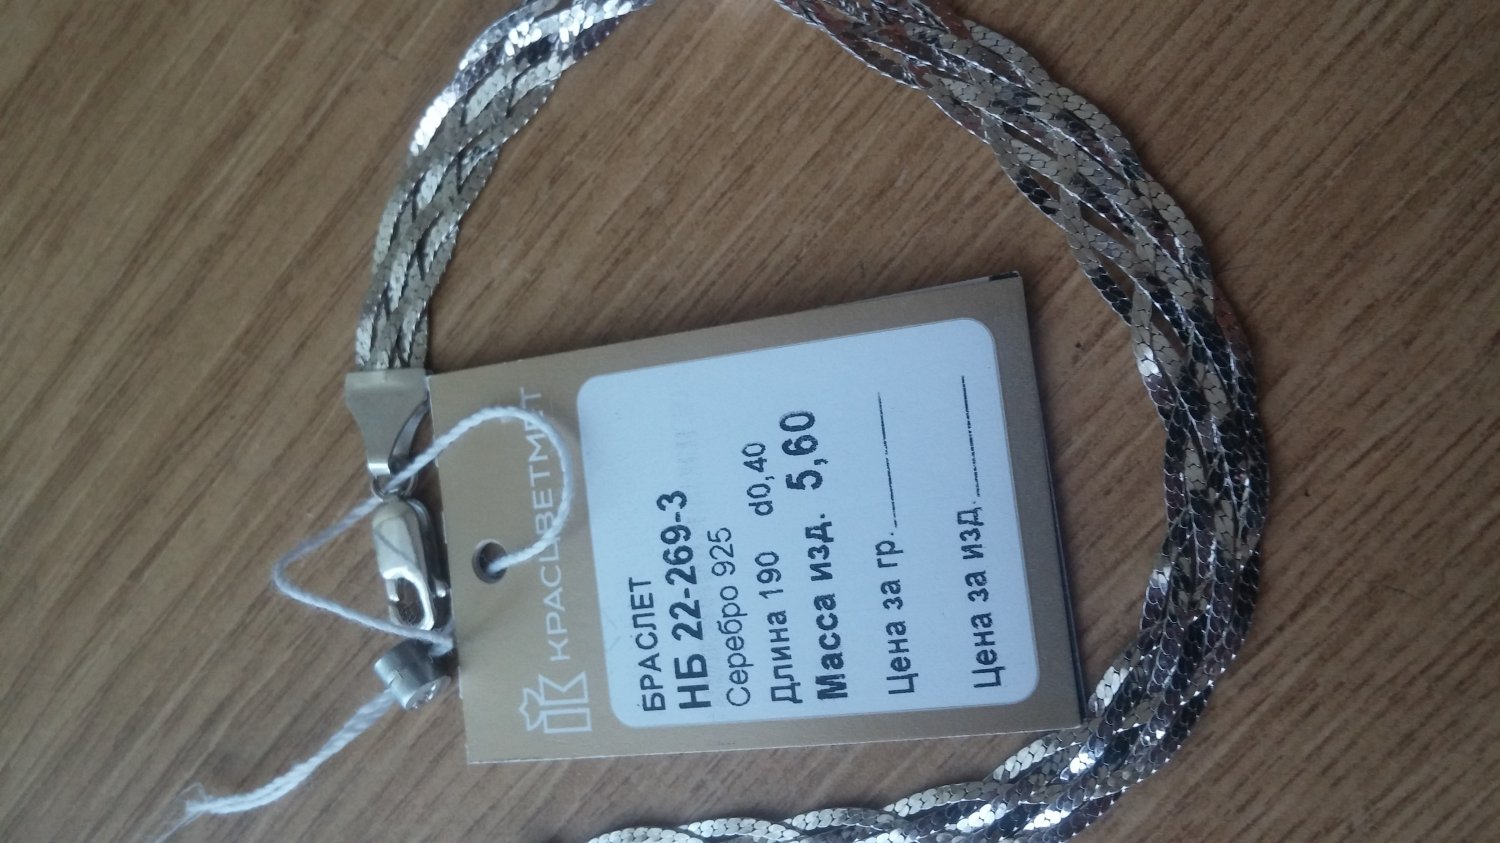 КРАСЦВЕТМЕТ
БРАСЛЕТ
НБ 22-269-3
Серебро 925
Длина 190 d0,40
Масса изд. 5,60
Цена за гр.
Цена за изд.